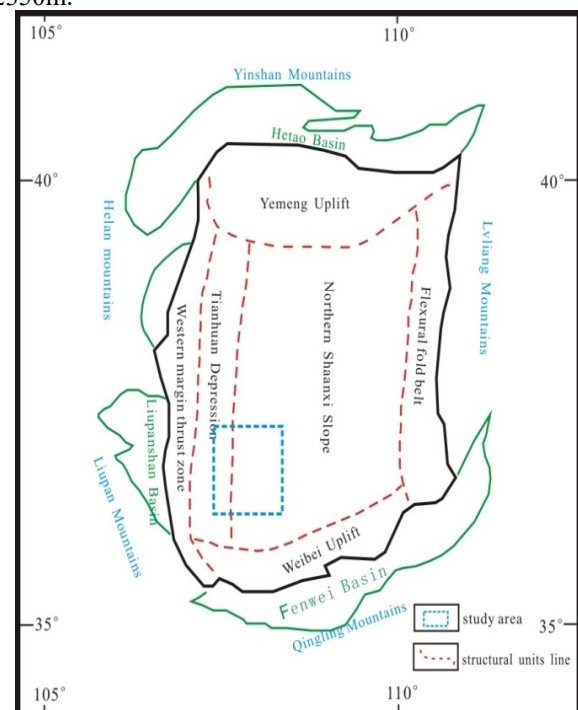 2350m.
105°
110°
Yinshan Mountains
Hetao Basin
40°
40°
Yemeng Uplift
Helan mountains
Lvliang Mountains
Western margin thrust zone
Tianhuan Depression
Northern Shaanxi Slope
Flexural fold belt
Liupanshan Basin
Liupan Mountains
Weibei Uplift
Fenwei Basin
Qingling Mountains
35°
35°
study area
structural units line
105°
110°